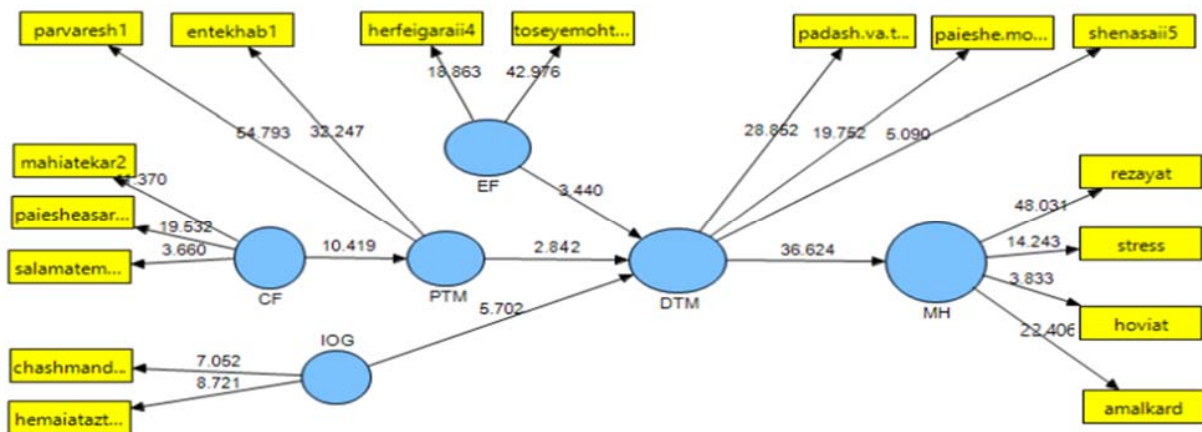 parvaresh1
entekhab1
herfeigaraii4
toseyemoht...
padash.va.t...
paieshe.mo...
shenasaii5
18.863
42.976
54.793
32.247
28.852
19.752
5.090
mahiatekar2
rezayat
EF
3.440
paiesheasar...
19.532
48.031
salamatem...
3.660
10.419
2.842
36.624
14.243
stress
CF
PTM
DTM
MH
3.833
5.702
hoviat
IOG
22.406
chashmand...
7.052
hemaiatazt...
8.721
amalkard